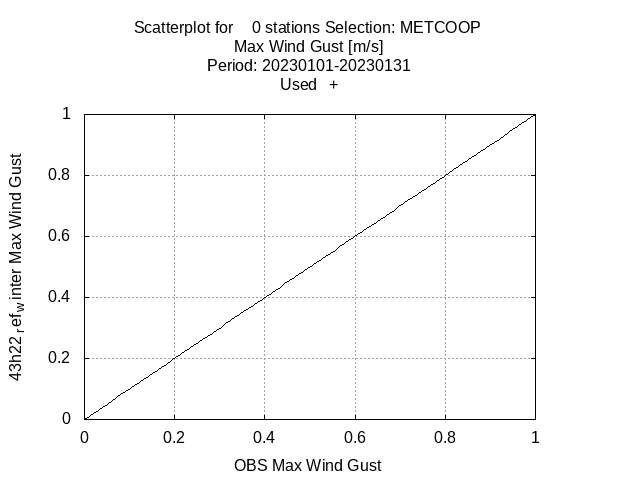 Scatterplot for    0 stations Selection: METCOOP
Max Wind Gust [m/s]
Period: 20230101-20230131
Used   +
1
0.8
0.6
0.4
0.2
0
43h22 ref winter Max Wind Gust
0 0.2 0.4 0.6 0.8 1
OBS Max Wind Gust